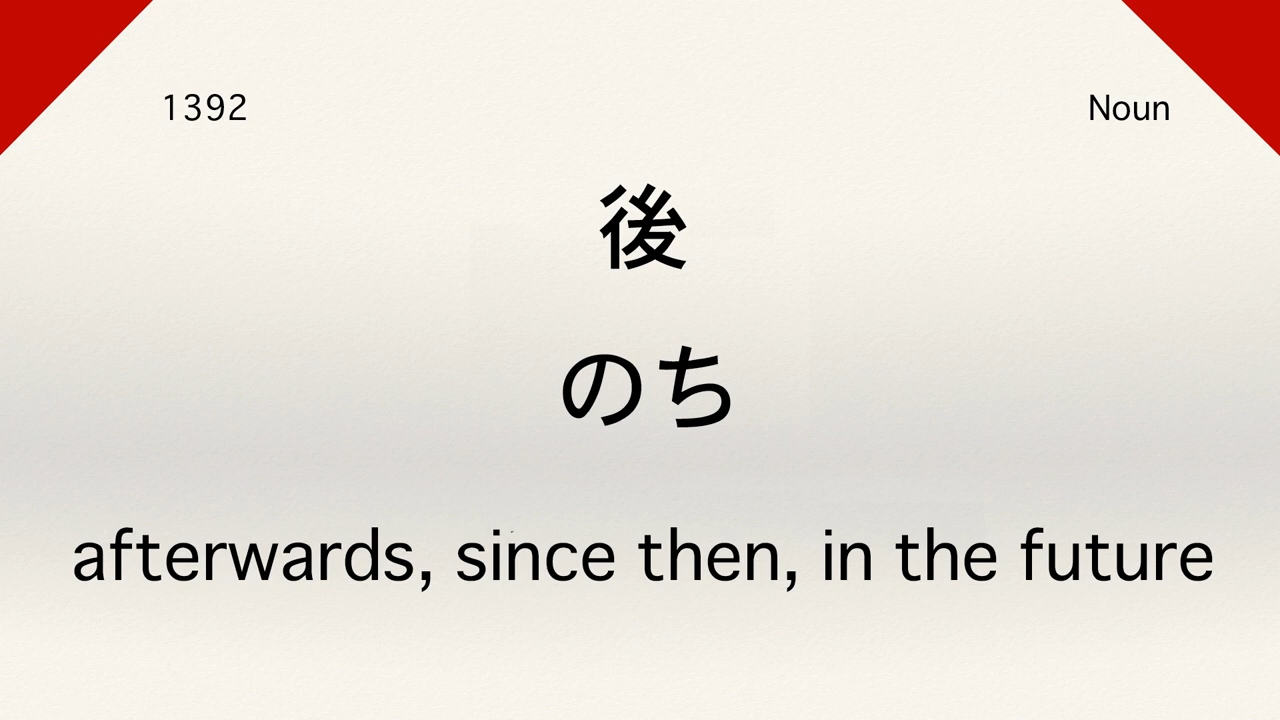 1392
Noun
後
のち
afterwards, since then, in the future